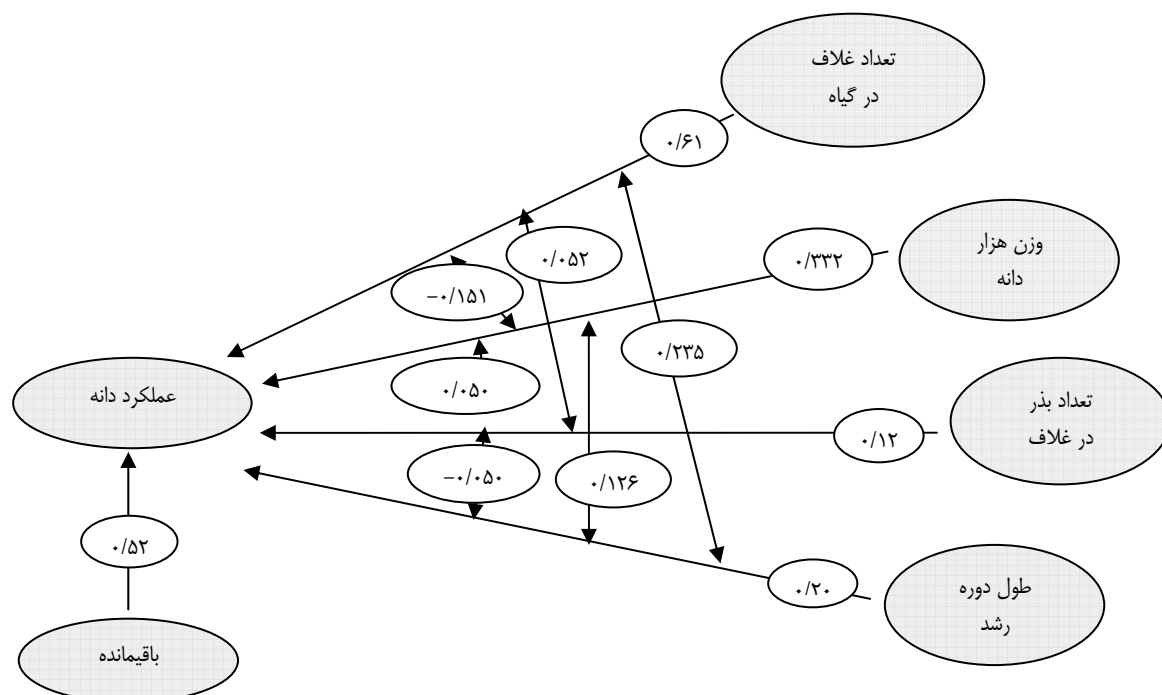 تعداد غلاف
در گیاه
۰/۶۱
وزن هزار
دانه
۰/۳۳۲
۰/۰۵۲
−۰/۱۵۱
۰/۲۳۵
۰/۰۵۰
عملکرد دانه
تعداد بذر
در غلاف
۰/۱۲
−۰/۰۵۰
۰/۱۲۶
۰/۵۲
طول دوره
رشد
۰/۲۰
باقیمانده